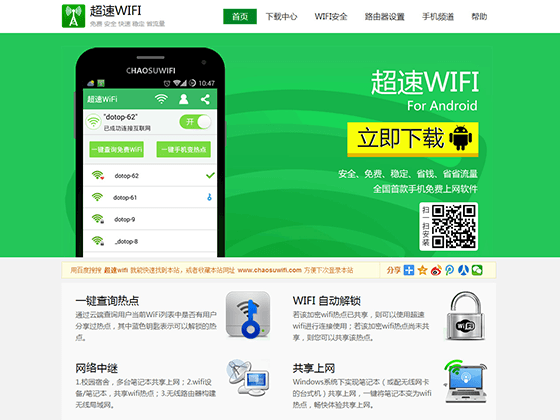 超速WIFI
免费 安全 快速 稳定 省流量
首页 下载中心 WIFI安全 路由器设置 手机频道 帮助
CHAOSUWIFI
10:47
超速WiFi
"dotop-62"
已成功连接互联网
开
一键查询免费WiFi 一键手机变热点
dotop-62
dotop-61
dotop-9
_dotop-8
超速WIFI
For Android
立即下载
安全、免费、稳定、省钱、省省流量
全国首款手机免费上网软件
扫一扫安装
用百度搜搜 超速wifi 就能快速找到本站，或者收藏本站网址 www.chaosuwifi.com 方便下次登录本站
分享
一键查询热点
通过云端查询用户当前WiFi列表中是否有用户
分享过热点，其中蓝色钥匙表示可以解锁的热
点。
WIFI 自动解锁
若该加密wifi热点已共享，则可以使用超速
wifi进行连接使用；若该加密wifi热点尚未共
享，则您可以共享该热点。
WiFi
网络中继
1.校园宿舍，多台笔记本共享上网；2.wifi设
备/笔记本，共享wifi热点；3.无线路由器构建
无线局域网。
共享上网
Windows系统下实现笔记本 ( 或配无线网卡
的台式机 ) 共享上网，一键将笔记本变为wifi
热点，畅快体验共享上网。